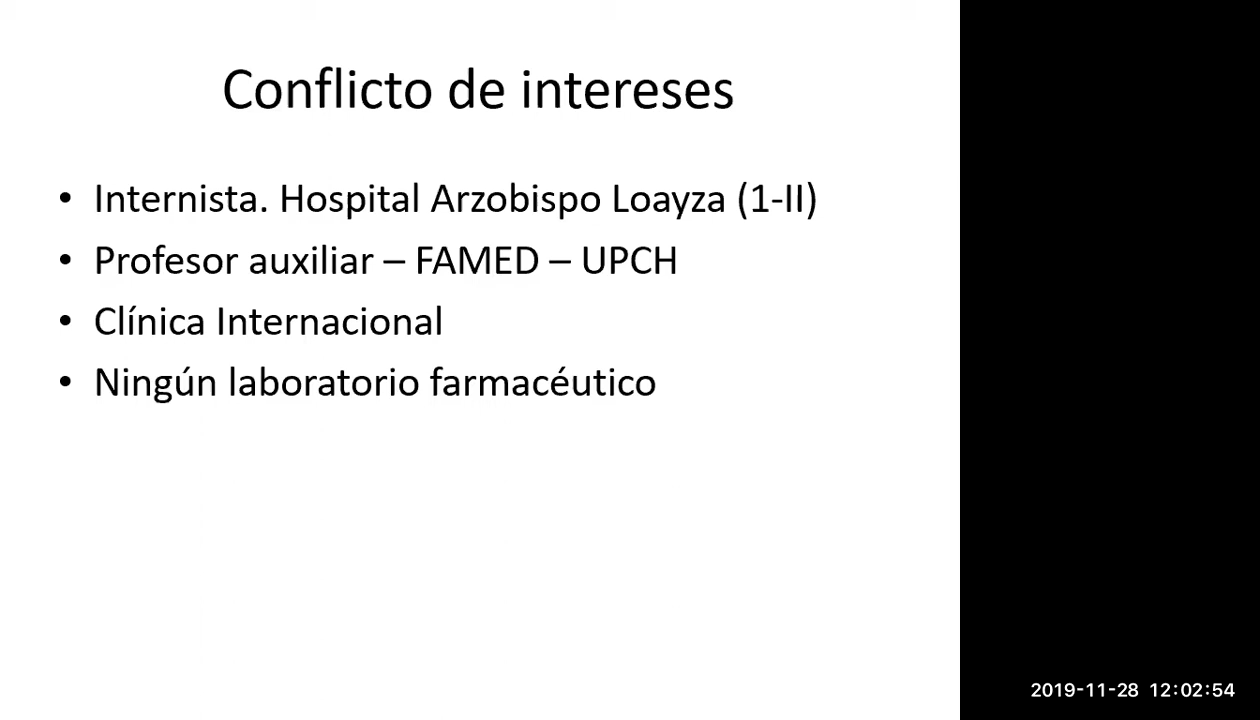 Conflicto de intereses
• Internista. Hospital Arzobispo Loayza (1-II)
• Profesor auxiliar – FAMED – UPCH
• Clínica Internacional
• Ningún laboratorio farmacéutico
2019-11-28 12:02:54